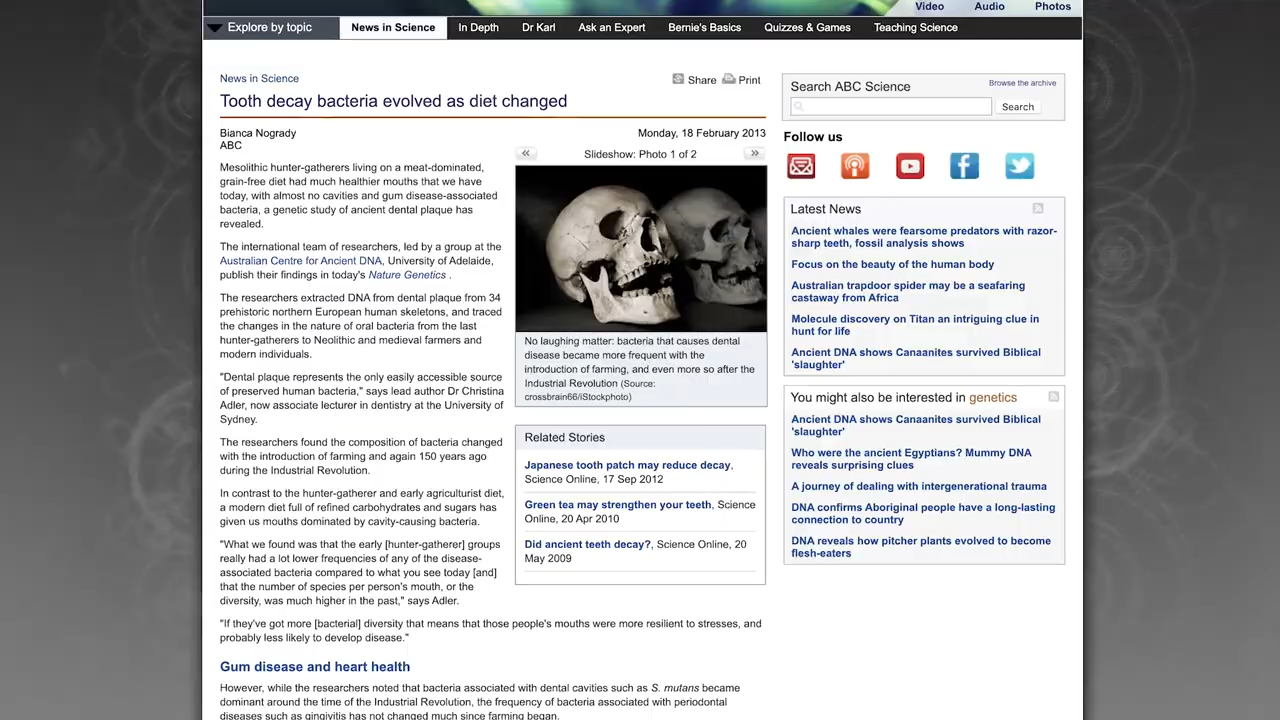 Video
Audio
Photos
Explore by topic
News in Science
In Depth
Dr Karl
Ask an Expert
Bernie's Basics
Quizzes & Games
Teaching Science
News in Science
Share
Print
Tooth decay bacteria evolved as diet changed
Bianca Nogrady
ABC
Monday, 18 February 2013
Mesolithic hunter-gatherers living on a meat-dominated,
grain-free diet had much healthier mouths that we have
today, with almost no cavities and gum disease-associated
bacteria, a genetic study of ancient dental plaque has
revealed.
The international team of researchers, led by a group at the
Australian Centre for Ancient DNA, University of Adelaide,
publish their findings in today's Nature Genetics .
The researchers extracted DNA from dental plaque from 34
prehistoric northern European human skeletons, and traced
the changes in the nature of oral bacteria from the last
hunter-gatherers to Neolithic and medieval farmers and
modern individuals.
"Dental plaque represents the only easily accessible source
of preserved human bacteria," says lead author Dr Christina
Adler, now associate lecturer in dentistry at the University of
Sydney.
The researchers found the composition of bacteria changed
with the introduction of farming and again 150 years ago
during the Industrial Revolution.
In contrast to the hunter-gatherer and early agriculturist diet,
a modern diet full of refined carbohydrates and sugars has
given us mouths dominated by cavity-causing bacteria.
"What we found was that the early [hunter-gatherer] groups
really had a lot lower frequencies of any of the disease-
associated bacteria compared to what you see today [and]
that the number of species per person's mouth, or the
diversity, was much higher in the past," says Adler.
"If they've got more [bacterial] diversity that means that those people's mouths were more resilient to stresses, and
probably less likely to develop disease."
Gum disease and heart health
However, while the researchers noted that bacteria associated with dental cavities such as S. mutans became
dominant around the time of the Industrial Revolution, the frequency of bacteria associated with periodontal
diseases such as gingivitis has not changed much since farming began.
Slideshow: Photo 1 of 2
No laughing matter: bacteria that causes dental
disease became more frequent with the
introduction of farming, and even more so after the
Industrial Revolution (Source:
crossbrain66/iStockphoto)
Related Stories
Japanese tooth patch may reduce decay,
Science Online, 17 Sep 2012
Green tea may strengthen your teeth, Science
Online, 20 Apr 2010
Did ancient teeth decay?, Science Online, 20
May 2009
Search ABC Science
Browse the archive
Search
Follow us
Latest News
Ancient whales were fearsome predators with razor-
sharp teeth, fossil analysis shows
Focus on the beauty of the human body
Australian trapdoor spider may be a seafaring
castaway from Africa
Molecule discovery on Titan an intriguing clue in
hunt for life
Ancient DNA shows Canaanites survived Biblical
'slaughter'
You might also be interested in genetics
Ancient DNA shows Canaanites survived Biblical
'slaughter'
Who were the ancient Egyptians? Mummy DNA
reveals surprising clues
A journey of dealing with intergenerational trauma
DNA confirms Aboriginal people have a long-lasting
connection to country
DNA reveals how pitcher plants evolved to become
flesh-eaters